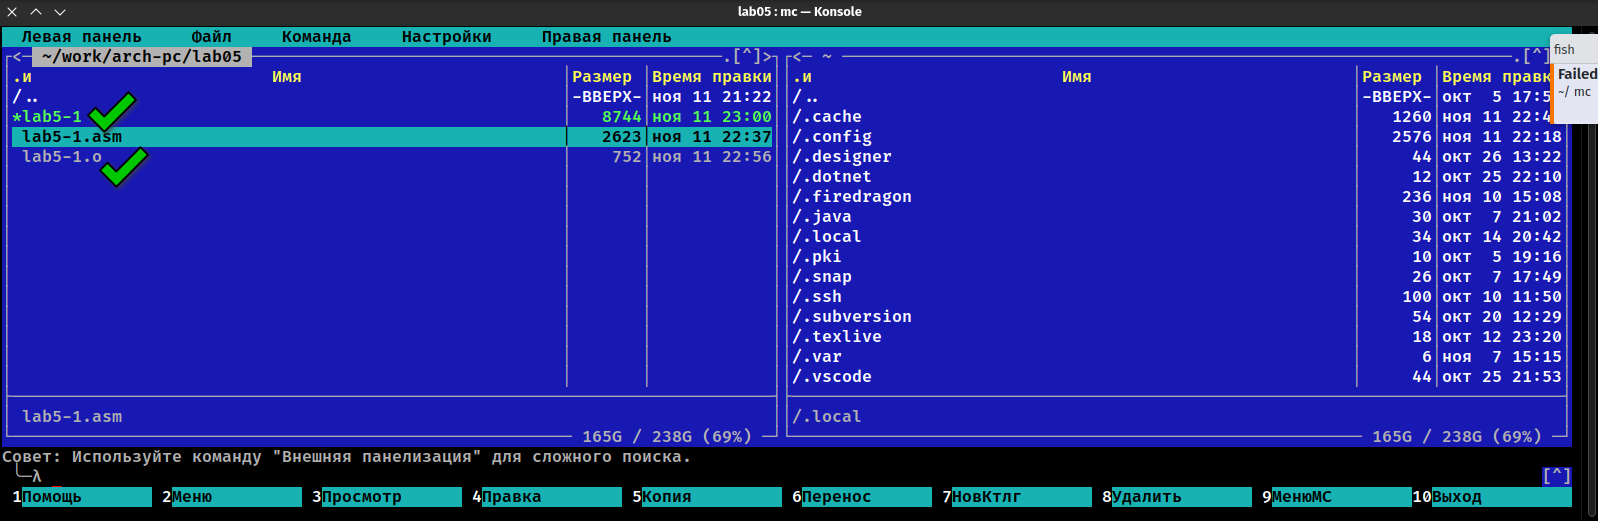 lab05 : mc — Konsole
Левая панель Файл Команда Настройки Правая панель
<─ ~/work/arch-pc/lab05 .[^]> <─ ~ .[^]
fish
.и Имя Размер Время правки .и Имя Размер Время правк
Failed
/.. -ВВЕРХ- ноя 11 21:22 /.. -ВВЕРХ- окт 5 17:5
~/ mc
*lab5-1 8744 ноя 11 23:00 /.cache 1260 ноя 11 22:4
lab5-1.asm 2623 ноя 11 22:37 /.config 2576 ноя 11 22:18
lab5-1.o 752 ноя 11 22:56 /.designer 44 окт 26 13:22
/.dotnet 12 окт 25 22:10
/.firedragon 236 ноя 10 15:08
/.java 30 окт 7 21:02
/.local 34 окт 14 20:42
/.pki 10 окт 5 19:16
/.snap 26 окт 7 17:49
/.ssh 100 окт 10 11:50
/.subversion 54 окт 20 12:29
/.texlive 18 окт 12 23:20
/.var 6 ноя 7 15:15
/.vscode 44 окт 25 21:53
lab5-1.asm /.local
165G / 238G (69%) 165G / 238G (69%)
Совет: Используйте команду "Внешняя панелизация" для сложного поиска.
╰─λ [^]
1Помощь 2Меню 3Просмотр 4Правка 5Копия 6Перенос 7НовКтлг 8Удалить 9МенюMC 10Выход